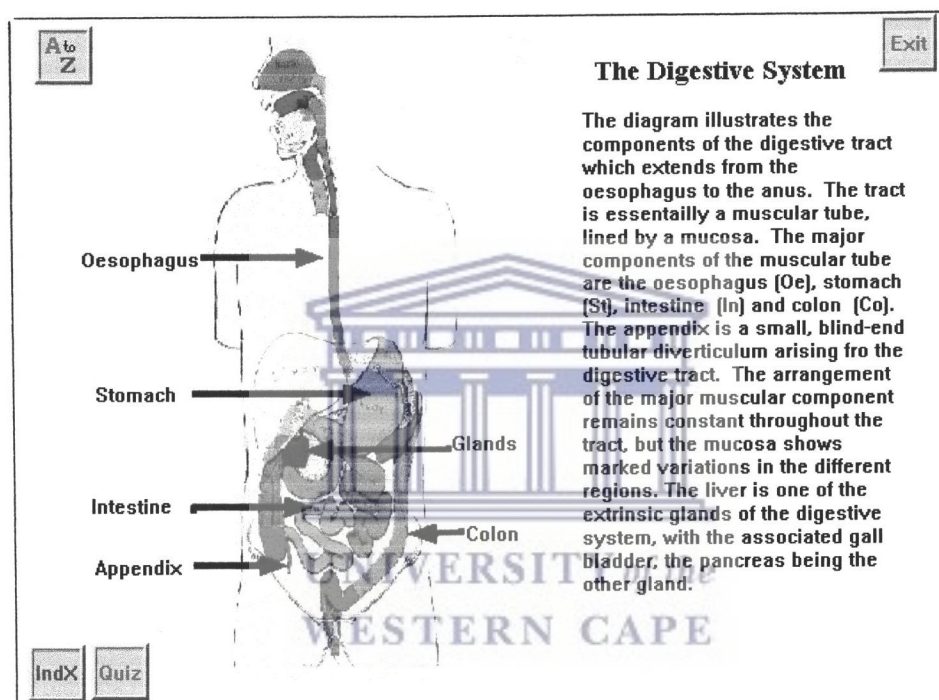 A to Z
Exit
The Digestive System
The diagram illustrates the
components of the digestive tract
which extends from the
oesophagus to the anus. The tract
is essentailly a muscular tube,
lined by a mucosa. The major
components of the muscular tube
are the oesophagus (Oe), stomach
(St), intestine (In) and colon (Co).
The appendix is a small, blind-end
tubular diverticulum arising fro the
digestive tract. The arrangement
of the major muscular component
remains constant throughout the
tract, but the mucosa shows
marked variations in the different
regions. The liver is one of the
extrinsic glands of the digestive
system, with the associated gall
bladder, the pancreas being the
other gland.
Oesophagus
Stomach
Glands
Intestine
Colon
Appendix
UNIVERSITY of the
WESTERN CAPE
IndX
Quiz